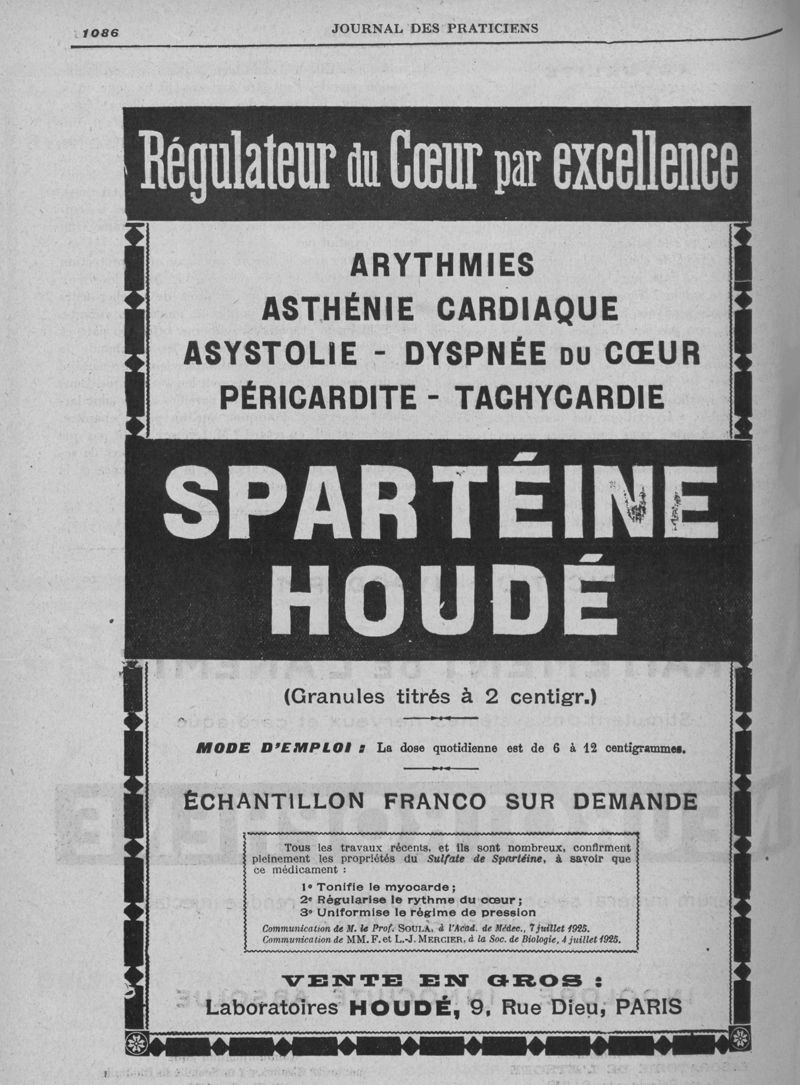 1086
JOURNAL DES PRATICIENS
Régulateur du Cœur par excellence
ARYTHMIES
ASTHÉNIE CARDIAQUE
ASYSTOLIE - DYSPNÉE DU CŒUR
PÉRICARDITE - TACHYCARDIE
SPARTÉINE
HOUDÉ
(Granules titrés à 2 centigr.)
MODE D'EMPLOI : La dose quotidienne est de 6 à 12 centigrammes.
ÉCHANTILLON FRANCO SUR DEMANDE
Tous les travaux récents, et ils sont nombreux, confirment
pleinement les propriétés du Sulfate de Spartéine, à savoir que
ce médicament :
1º Tonifie le myocarde ;
2º Régularise le rythme du cœur ;
3º Uniformise le régime de pression
Communication de M. le Prof. SOULA, à l'Acad. de Médec., 7 juillet 1925.
Communication de MM. F. et L.-J. MERCIER, à la Soc. de Biologie, 4 juillet 1925.
VENTE EN GROS :
Laboratoires HOUDÉ, 9, Rue Dieu, PARIS